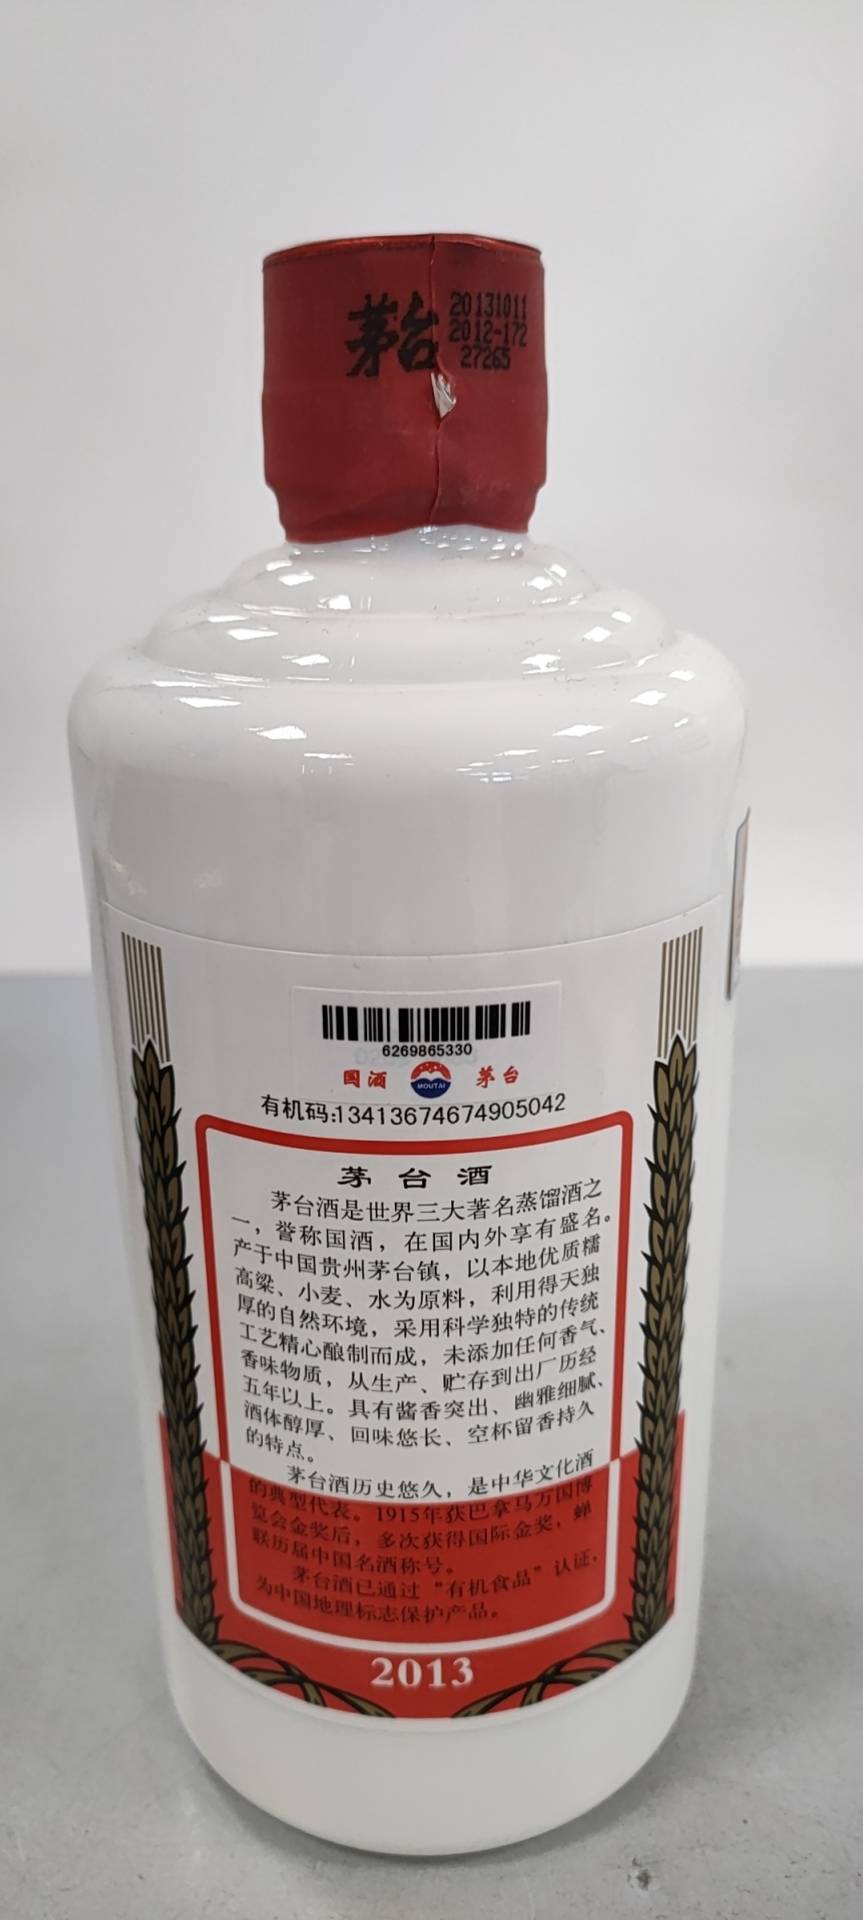 茅台
20131011
2012-172
27265
6269865330
国酒 MOUTAI 茅台
有机码:13413674674905042
茅台酒
茅台酒是世界三大著名蒸馏酒之
一，誉称国酒，在国内外享有盛名。
产于中国贵州茅台镇，以本地优质糯
高粱、小麦、水为原料，利用得天独
厚的自然环境，采用科学独特的传统
工艺精心酿制而成，未添加任何香气、
香味物质，从生产、贮存到出厂历经
五年以上。具有酱香突出、幽雅细腻、
酒体醇厚、回味悠长、空杯留香持久
的特点。
茅台酒历史悠久，是中华文化酒
的典型代表。1915年获巴拿马万国博
览会金奖后，多次获得国际金奖，蝉
联历届中国名酒称号。
茅台酒已通过“有机食品”认证，
为中国地理标志保护产品。
2013